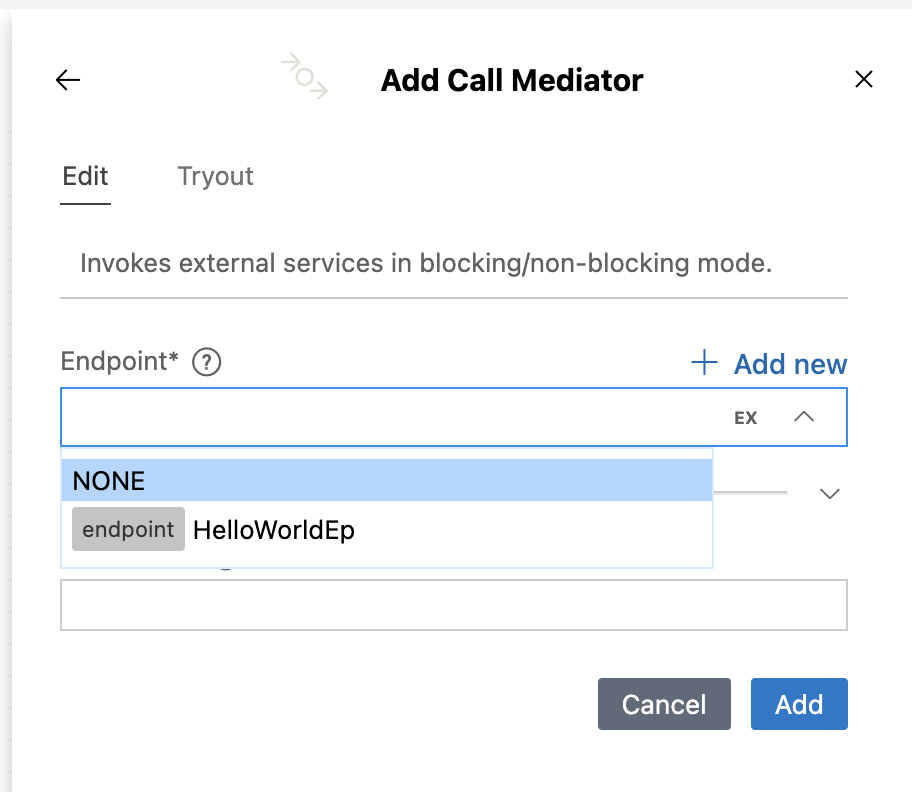 Add Call Mediator
Edit Tryout
Invokes external services in blocking/non-blocking mode.
Endpoint* ? Add new
EX
NONE
endpoint HelloWorldEp
Cancel Add